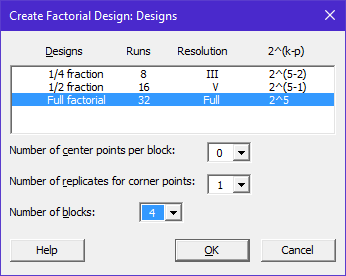 Create Factorial Design: Designs
Designs Runs Resolution 2^(k-p)
1/4 fraction 8 III 2^(5-2)
1/2 fraction 16 V 2^(5-1)
Full factorial 32 Full 2^5
Number of center points per block: 0
Number of replicates for corner points: 1
Number of blocks: 4
Help OK Cancel